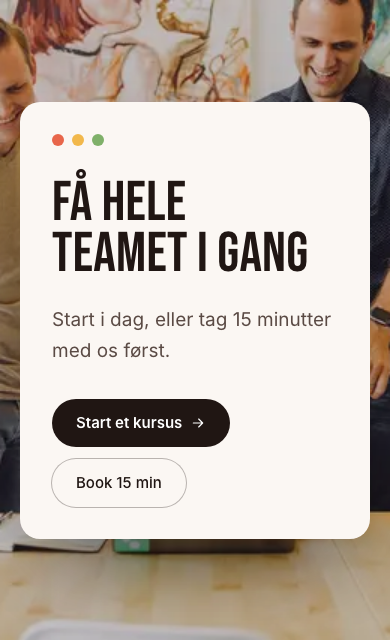 FÅ HELE
TEAMET I GANG
Start i dag, eller tag 15 minutter
med os først.
Start et kursus →
Book 15 min